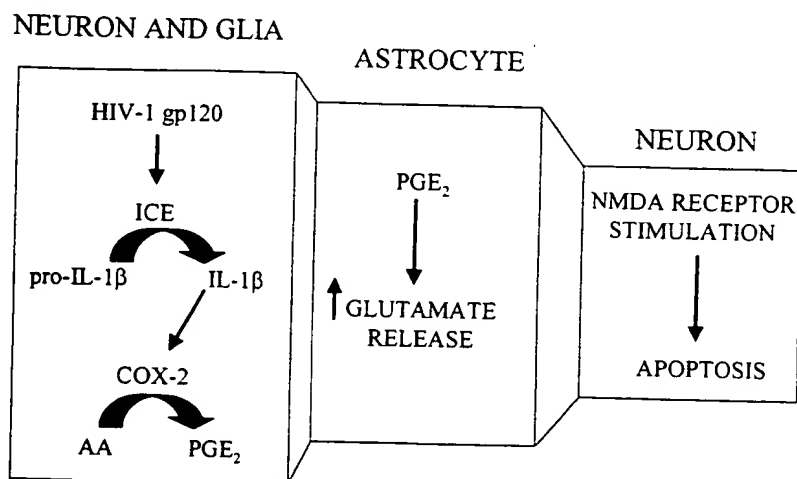 NEURON AND GLIA
HIV-1 gp120
ICE
pro-IL-1β IL-1β
COX-2
AA PGE₂
ASTROCYTE
PGE₂
GLUTAMATE
RELEASE
NEURON
NMDA RECEPTOR
STIMULATION
APOPTOSIS